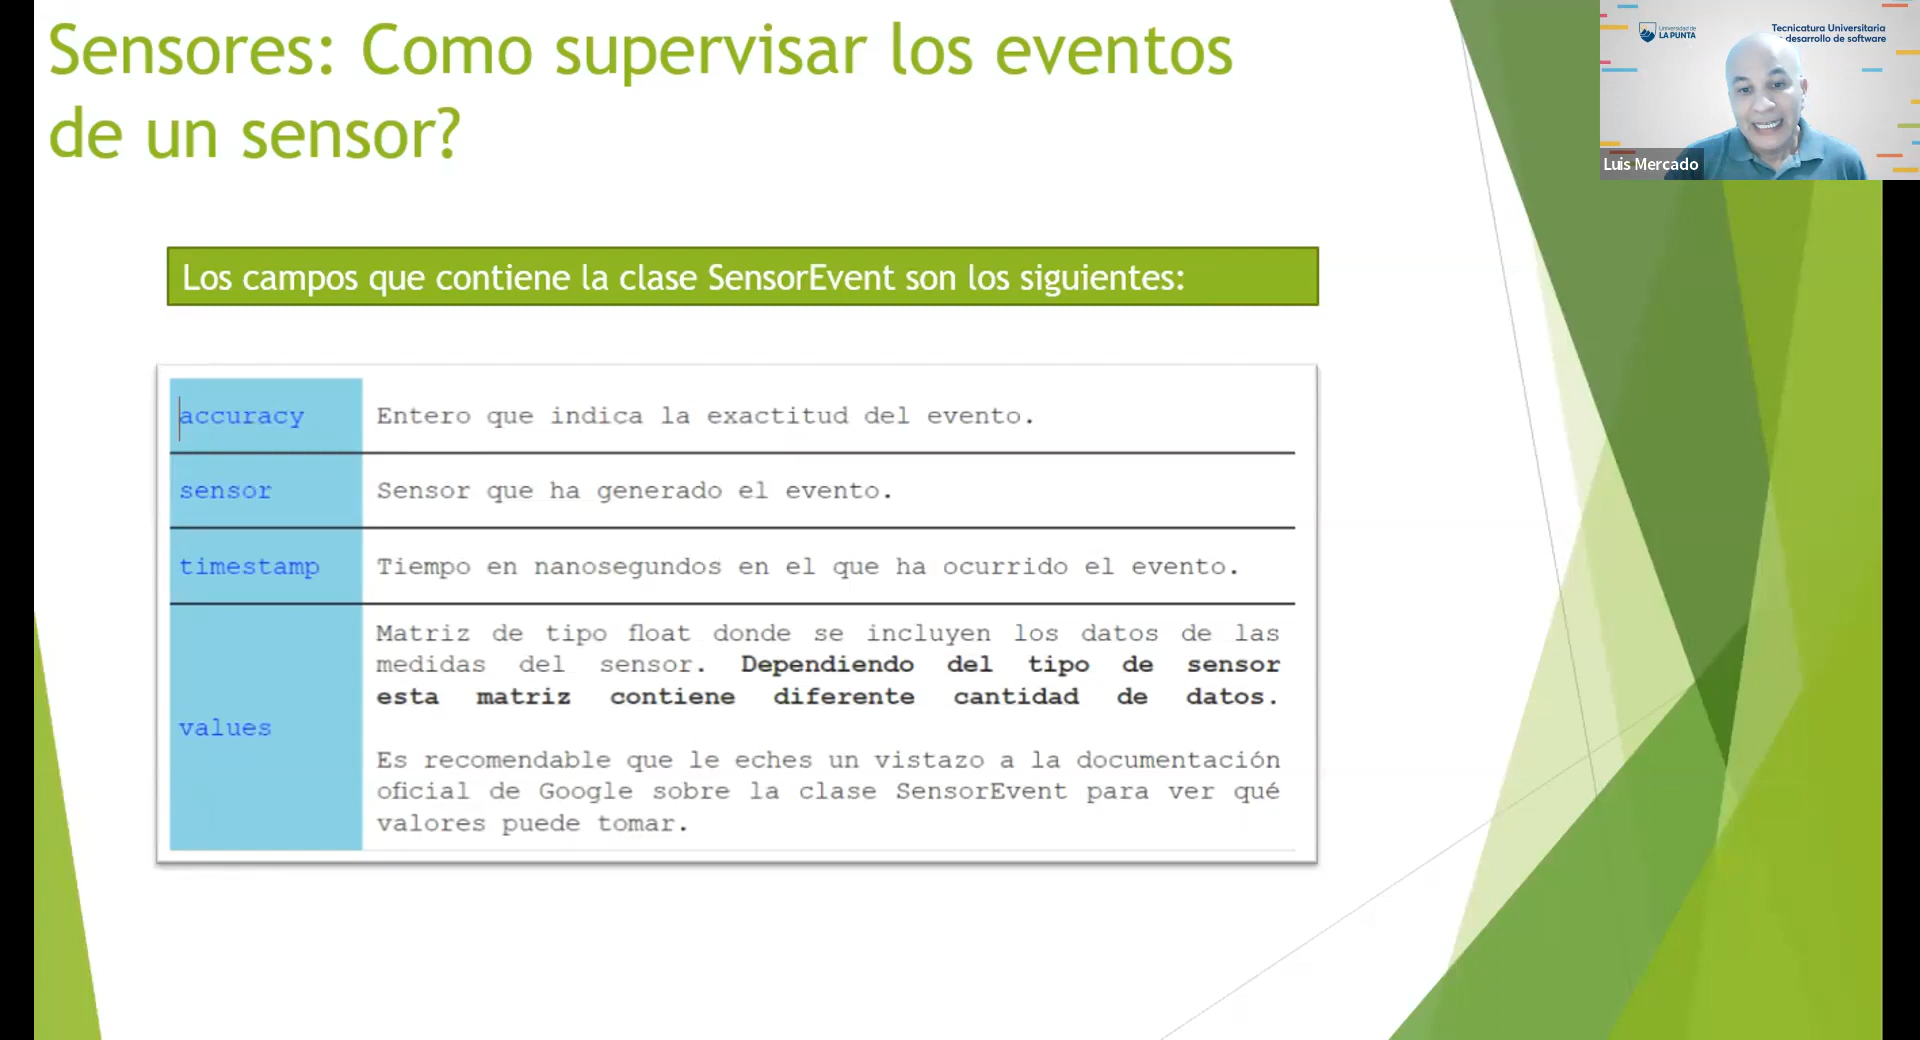 Sensores: Como supervisar los eventos
de un sensor?
Universidad de
LA PUNTA
Tecnicatura Universitaria
desarrollo de software
Luis Mercado
Los campos que contiene la clase SensorEvent son los siguientes:
accuracy Entero que indica la exactitud del evento.
sensor Sensor que ha generado el evento.
timestamp Tiempo en nanosegundos en el que ha ocurrido el evento.
values
Matriz de tipo float donde se incluyen los datos de las
medidas del sensor. Dependiendo del tipo de sensor
esta matriz contiene diferente cantidad de datos.
Es recomendable que le eches un vistazo a la documentación
oficial de Google sobre la clase SensorEvent para ver qué
valores puede tomar.